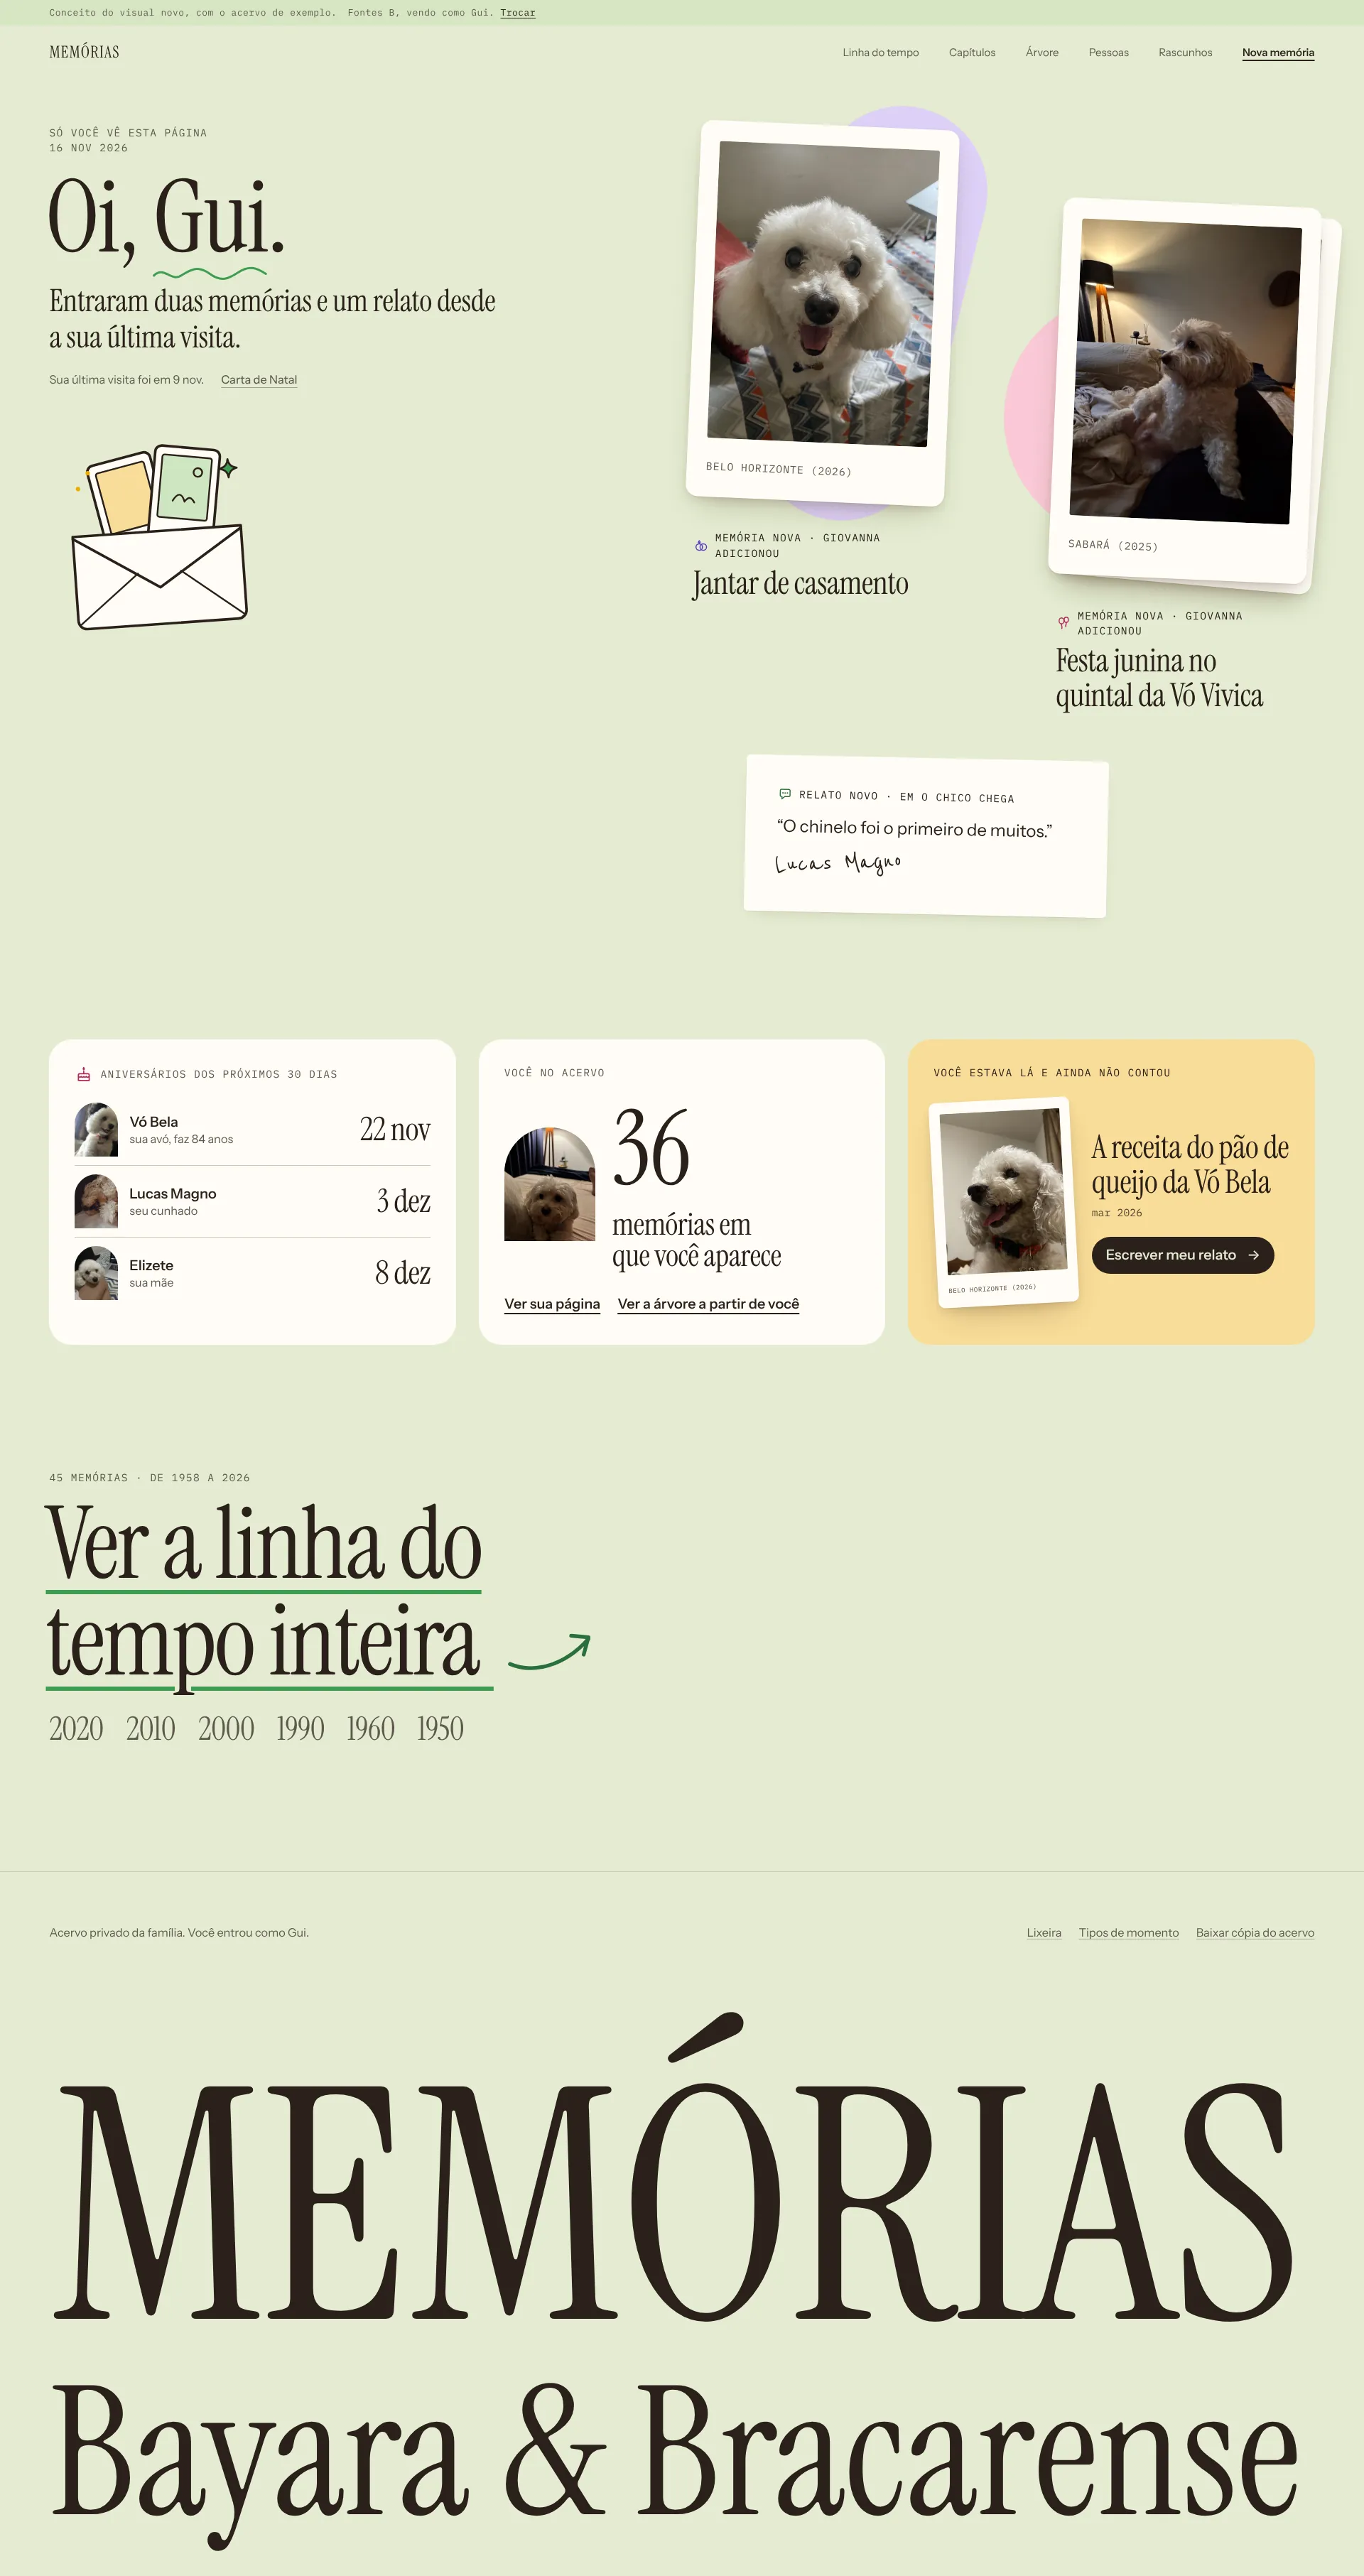 Conceito do visual novo, com o acervo de exemplo. Fontes B, vendo como Gui. Trocar
MEMÓRIAS
Linha do tempo
Capítulos
Árvore
Pessoas
Rascunhos
Nova memória
SÓ VOCÊ VÊ ESTA PÁGINA
16 NOV 2026
Oi, Gui.
Entraram duas memórias e um relato desde
a sua última visita.
Sua última visita foi em 9 nov.
Carta de Natal
BELO HORIZONTE (2026)
MEMÓRIA NOVA · GIOVANNA
ADICIONOU
Jantar de casamento
SABARÁ (2025)
MEMÓRIA NOVA · GIOVANNA
ADICIONOU
Festa junina no
quintal da Vó Vivica
RELATO NOVO · EM O CHICO CHEGA
“O chinelo foi o primeiro de muitos.”
Lucas Magno
ANIVERSÁRIOS DOS PRÓXIMOS 30 DIAS
Vó Bela
sua avó, faz 84 anos
22 nov
Lucas Magno
seu cunhado
3 dez
Elizete
sua mãe
8 dez
VOCÊ NO ACERVO
36
memórias em
que você aparece
Ver sua página
Ver a árvore a partir de você
VOCÊ ESTAVA LÁ E AINDA NÃO CONTOU
BELO HORIZONTE (2026)
A receita do pão de
queijo da Vó Bela
mar 2026
Escrever meu relato →
45 MEMÓRIAS · DE 1958 A 2026
Ver a linha do
tempo inteira
2020 2010 2000 1990 1960 1950
Acervo privado da família. Você entrou como Gui.
Lixeira
Tipos de momento
Baixar cópia do acervo
MEMÓRIAS
Bayara & Bracarense